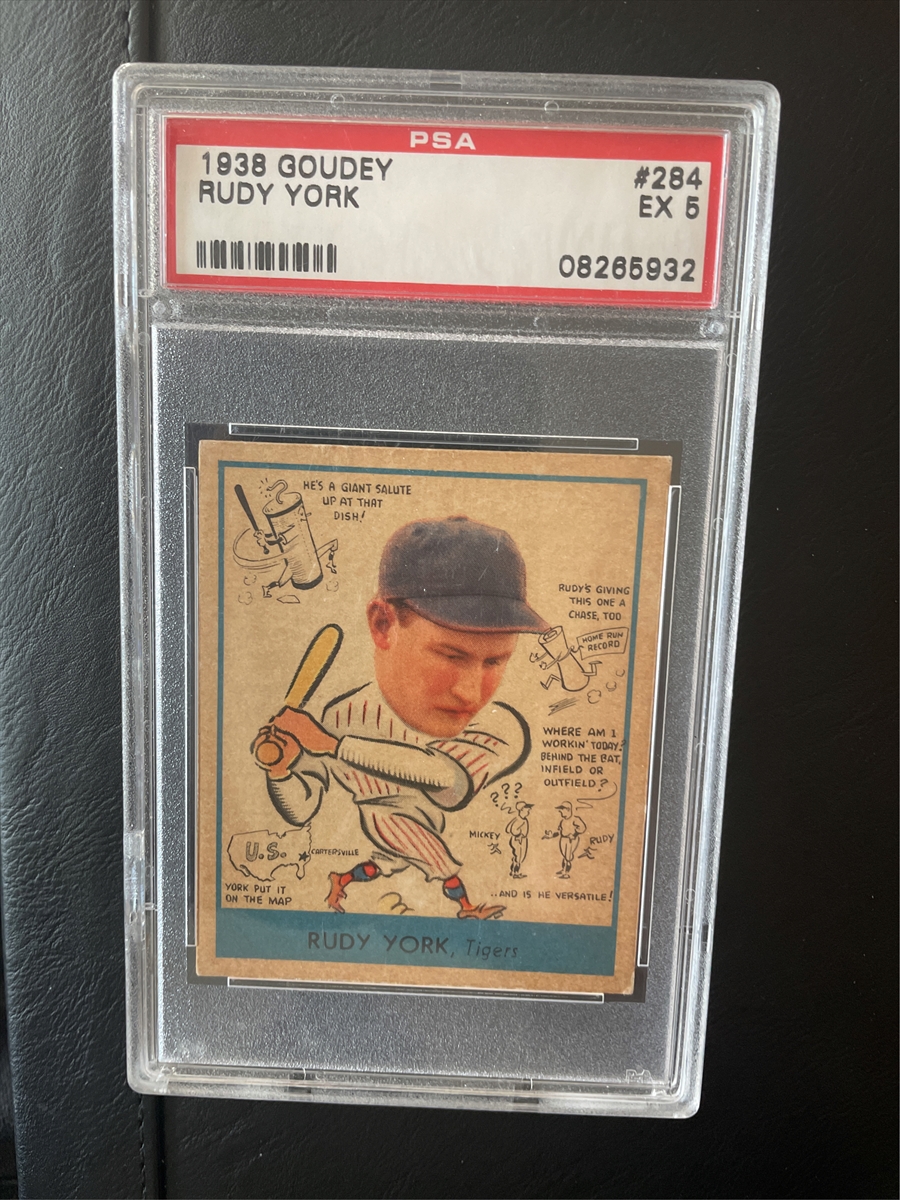 PSA
1938 GOUDEY
RUDY YORK
#284
EX 5
08265932
HE'S A GIANT SALUTE
UP AT THAT
DISH!
RUDY'S GIVING
THIS ONE A
CHASE, TOO
HOME RUN
RECORD
WHERE AM I
WORKIN' TODAY?
BEHIND THE BAT,
INFIELD OR
OUTFIELD?
???
MICKEY
RUDY
U.S.
CARTERSVILLE
YORK PUT IT
ON THE MAP
..AND IS HE VERSATILE!
RUDY YORK, Tigers